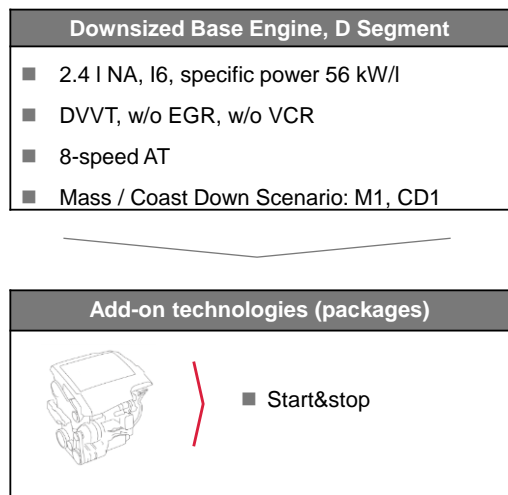 Downsized Base Engine, D Segment
2.4 l NA, I6, specific power 56 kW/l
DVVT, w/o EGR, w/o VCR
8-speed AT
Mass / Coast Down Scenario: M1, CD1
Add-on technologies (packages)
Start&stop